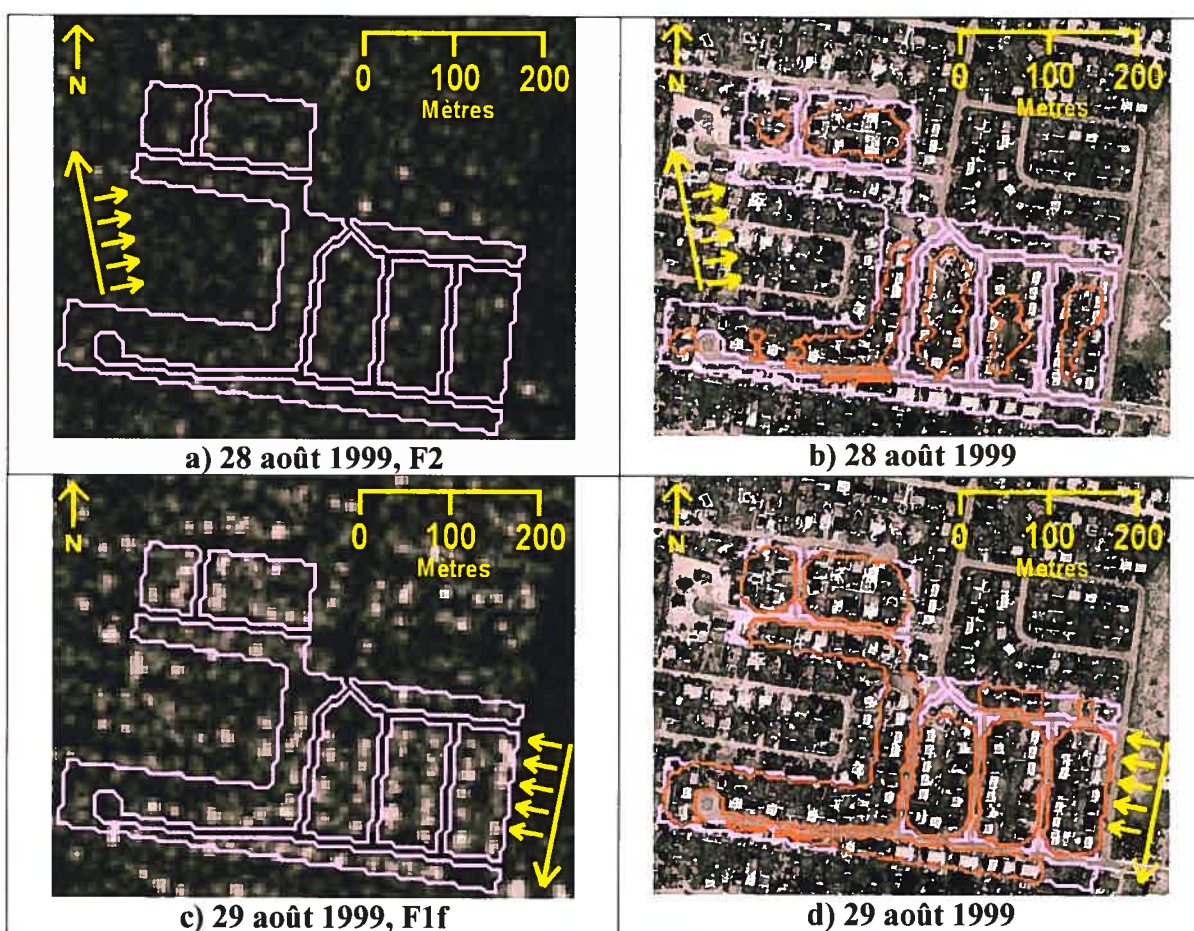 N
0 100 200
Mètres
a) 28 août 1999, F2
N
0 100 200
Mètres
b) 28 août 1999
N
0 100 200
Mètres
c) 29 août 1999, F1f
N
0 100 200
Mètres
d) 29 août 1999